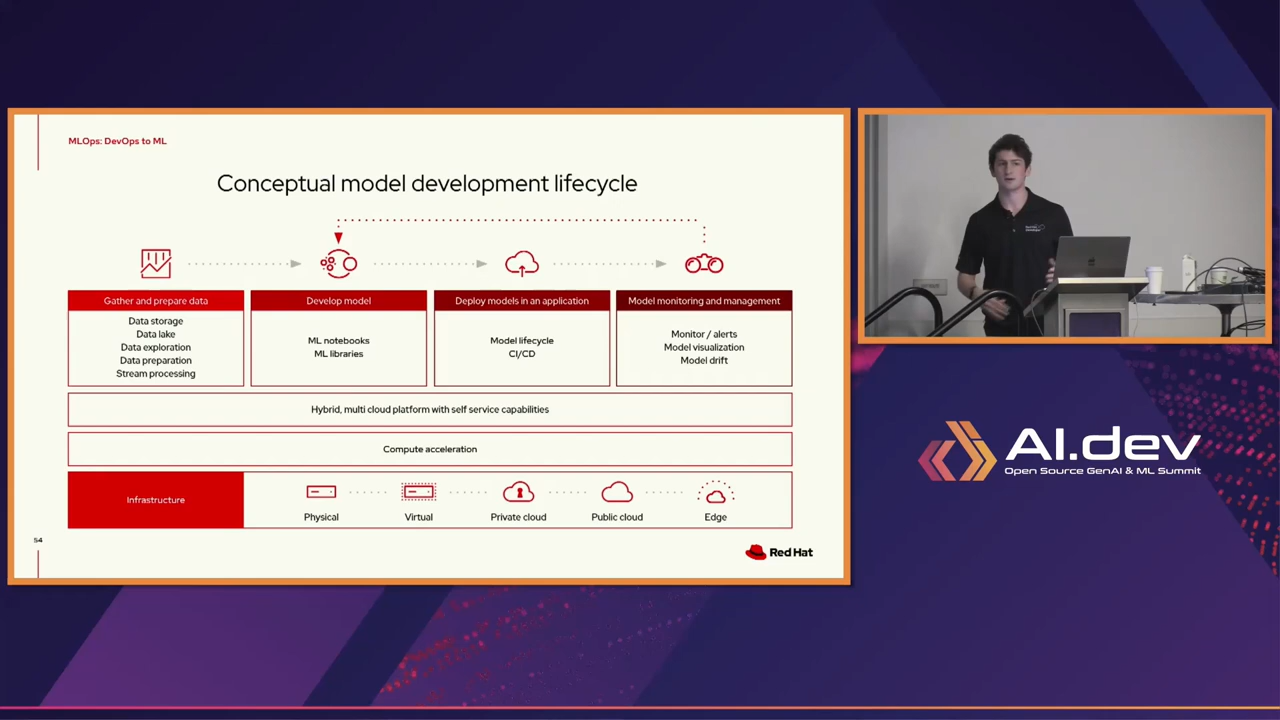 MLOps: DevOps to ML
Conceptual model development lifecycle
Gather and prepare data
Data storage
Data lake
Data exploration
Data preparation
Stream processing
Develop model
ML notebooks
ML libraries
Deploy models in an application
Model lifecycle
CI/CD
Model monitoring and management
Monitor / alerts
Model visualization
Model drift
Hybrid, multi cloud platform with self service capabilities
Compute acceleration
Infrastructure
Physical
Virtual
Private cloud
Public cloud
Edge
54
Red Hat
AI.dev
Open Source GenAI & ML Summit